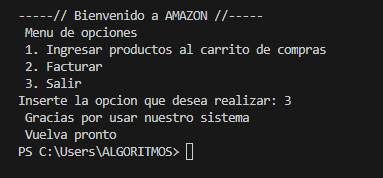 -----// Bienvenido a AMAZON //-----
Menu de opciones
1. Ingresar productos al carrito de compras
2. Facturar
3. Salir
Inserte la opcion que desea realizar: 3
Gracias por usar nuestro sistema
Vuelva pronto
PS C:\Users\ALGORITMOS>